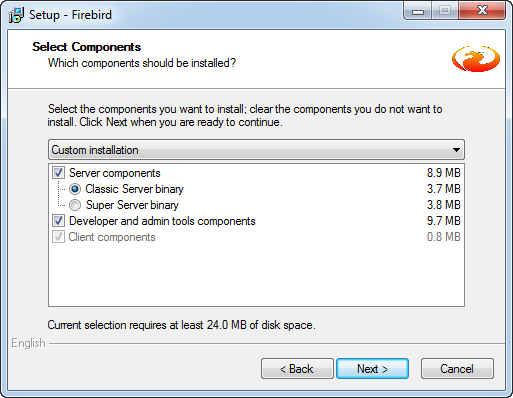 Setup - Firebird
Select Components
Which components should be installed?
Select the components you want to install; clear the components you do not want to
install. Click Next when you are ready to continue.
Custom installation
Server components 8.9 MB
Classic Server binary 3.7 MB
Super Server binary 3.8 MB
Developer and admin tools components 9.7 MB
Client components 0.8 MB
Current selection requires at least 24.0 MB of disk space.
English
< Back Next > Cancel